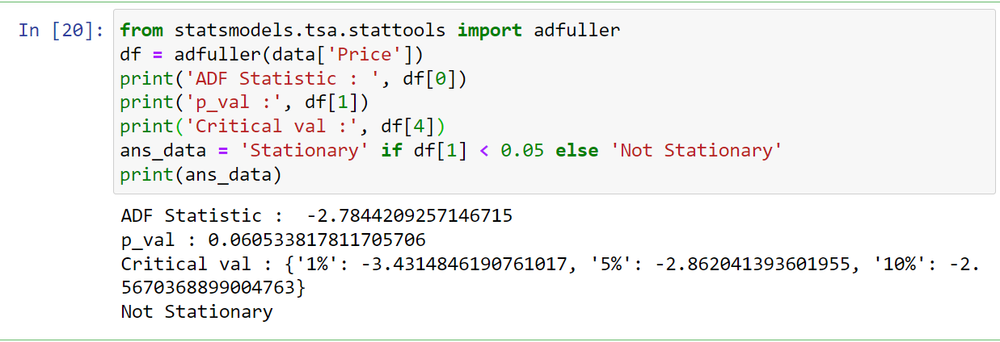 In [20]: from statsmodels.tsa.stattools import adfuller
df = adfuller(data['Price'])
print('ADF Statistic : ', df[0])
print('p_val :', df[1])
print('Critical val :', df[4])
ans_data = 'Stationary' if df[1] < 0.05 else 'Not Stationary'
print(ans_data)
ADF Statistic :  -2.7844209257146715
p_val : 0.060533817811705706
Critical val : {'1%': -3.4314846190761017, '5%': -2.862041393601955, '10%': -2.
5670368899004763}
Not Stationary